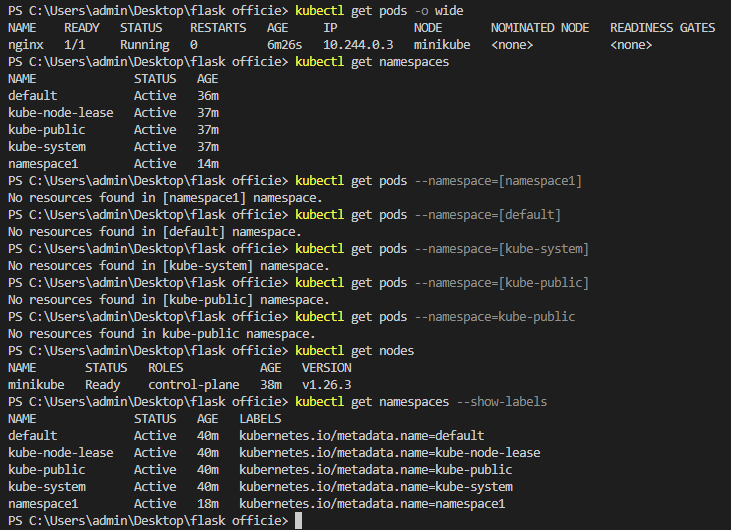 PS C:\Users\admin\Desktop\flask officie> kubectl get pods -o wide
NAME    READY   STATUS    RESTARTS   AGE     IP           NODE       NOMINATED NODE   READINESS GATES
nginx   1/1     Running   0          6m26s   10.244.0.3   minikube   <none>           <none>
PS C:\Users\admin\Desktop\flask officie> kubectl get namespaces
NAME              STATUS   AGE
default           Active   36m
kube-node-lease   Active   37m
kube-public       Active   37m
kube-system       Active   37m
namespace1        Active   14m
PS C:\Users\admin\Desktop\flask officie> kubectl get pods --namespace=[namespace1]
No resources found in [namespace1] namespace.
PS C:\Users\admin\Desktop\flask officie> kubectl get pods --namespace=[default]
No resources found in [default] namespace.
PS C:\Users\admin\Desktop\flask officie> kubectl get pods --namespace=[kube-system]
No resources found in [kube-system] namespace.
PS C:\Users\admin\Desktop\flask officie> kubectl get pods --namespace=[kube-public]
No resources found in [kube-public] namespace.
PS C:\Users\admin\Desktop\flask officie> kubectl get pods --namespace=kube-public
No resources found in kube-public namespace.
PS C:\Users\admin\Desktop\flask officie> kubectl get nodes
NAME       STATUS   ROLES           AGE   VERSION
minikube   Ready    control-plane   38m   v1.26.3
PS C:\Users\admin\Desktop\flask officie> kubectl get namespaces --show-labels
NAME              STATUS   AGE   LABELS
default           Active   40m   kubernetes.io/metadata.name=default
kube-node-lease   Active   40m   kubernetes.io/metadata.name=kube-node-lease
kube-public       Active   40m   kubernetes.io/metadata.name=kube-public
kube-system       Active   40m   kubernetes.io/metadata.name=kube-system
namespace1        Active   18m   kubernetes.io/metadata.name=namespace1
PS C:\Users\admin\Desktop\flask officie>